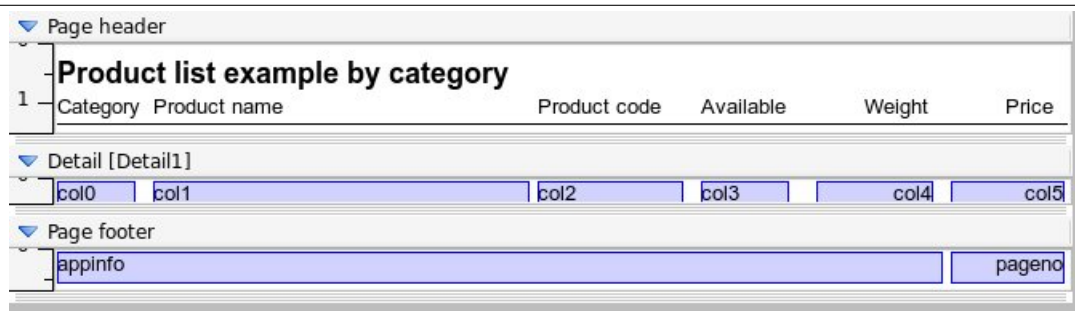 Page header
Product list example by category
1
Category Product name Product code Available Weight Price
Detail [Detail1]
col0 col1 col2 col3 col4 col5
Page footer
appinfo pageno